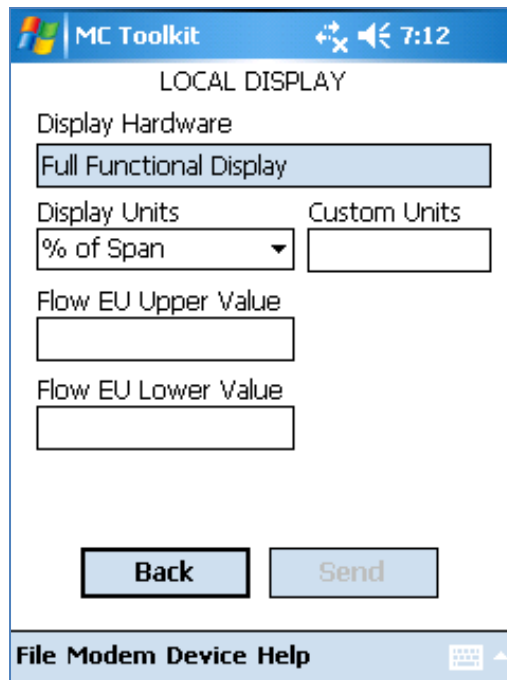 MC Toolkit 7:12
LOCAL DISPLAY
Display Hardware
Full Functional Display
Display Units Custom Units
% of Span
Flow EU Upper Value
Flow EU Lower Value
Back Send
File Modem Device Help